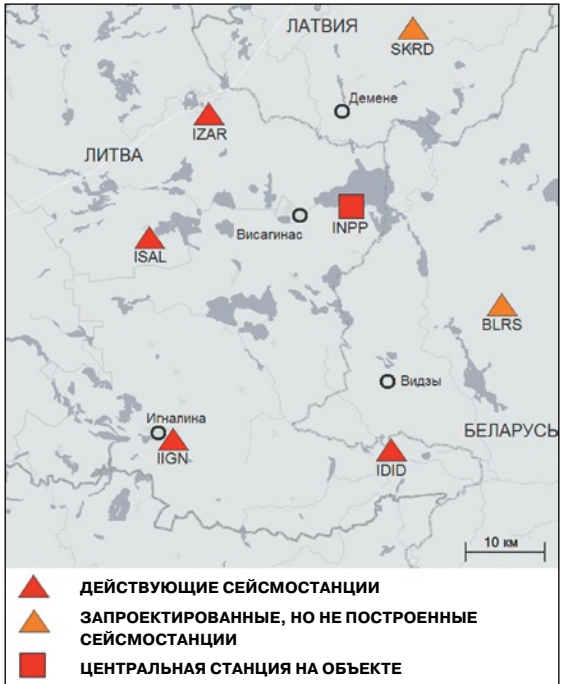 ЛАТВИЯ
SKRD
Демене
IZAR
ЛИТВА
Висагинас
INPP
ISAL
BLRS
Видзы
Игналина
БЕЛАРУСЬ
IIGN
IDID
10 км
ДЕЙСТВУЮЩИЕ СЕЙСМОСТАНЦИИ
ЗАПРОЕКТИРОВАННЫЕ, НО НЕ ПОСТРОЕННЫЕ
СЕЙСМОСТАНЦИИ
ЦЕНТРАЛЬНАЯ СТАНЦИЯ НА ОБЪЕКТЕ